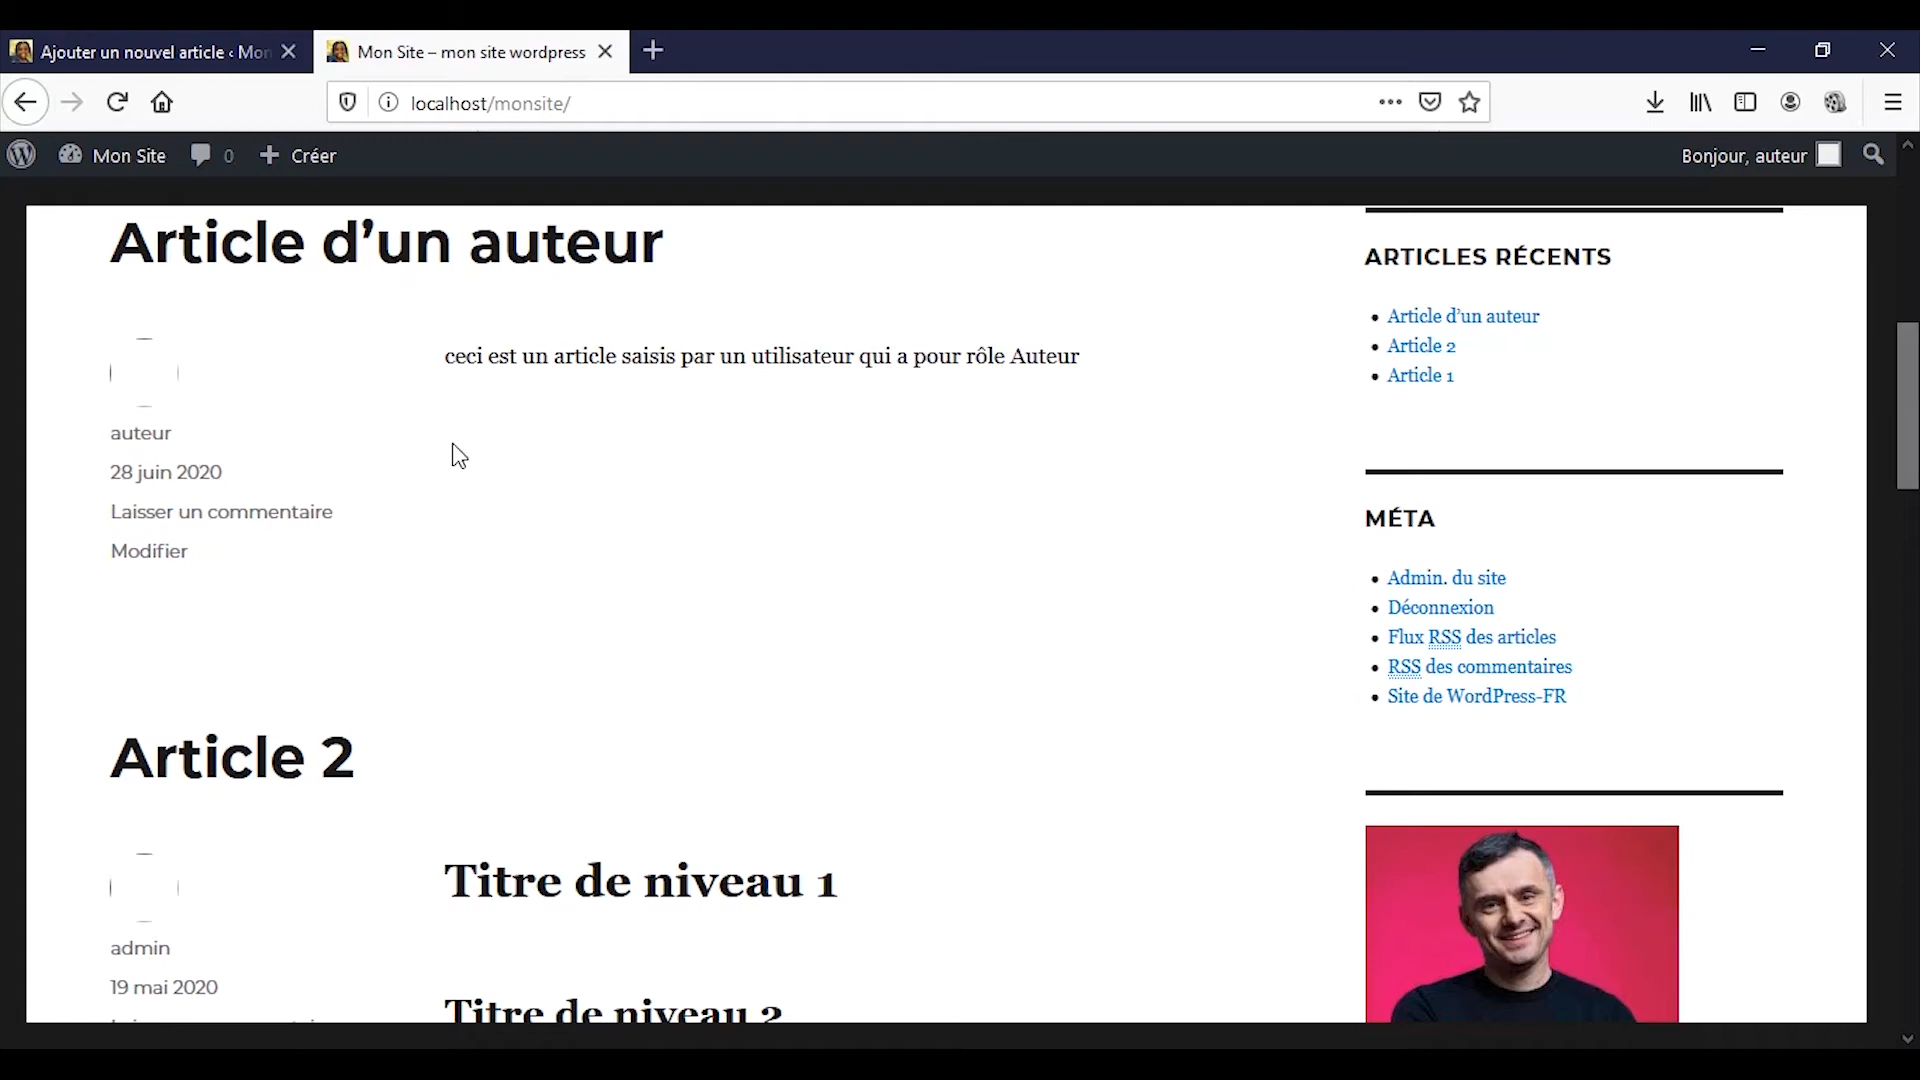 Ajouter un nouvel article ‹ Mon
Mon Site – mon site wordpress
localhost/monsite/
Mon Site
0
Créer
Bonjour, auteur
Article d’un auteur
ceci est un article saisis par un utilisateur qui a pour rôle Auteur
auteur
28 juin 2020
Laisser un commentaire
Modifier
Article 2
Titre de niveau 1
admin
19 mai 2020
Titre de niveau 2
ARTICLES RÉCENTS
Article d’un auteur
Article 2
Article 1
MÉTA
Admin. du site
Déconnexion
Flux RSS des articles
RSS des commentaires
Site de WordPress-FR